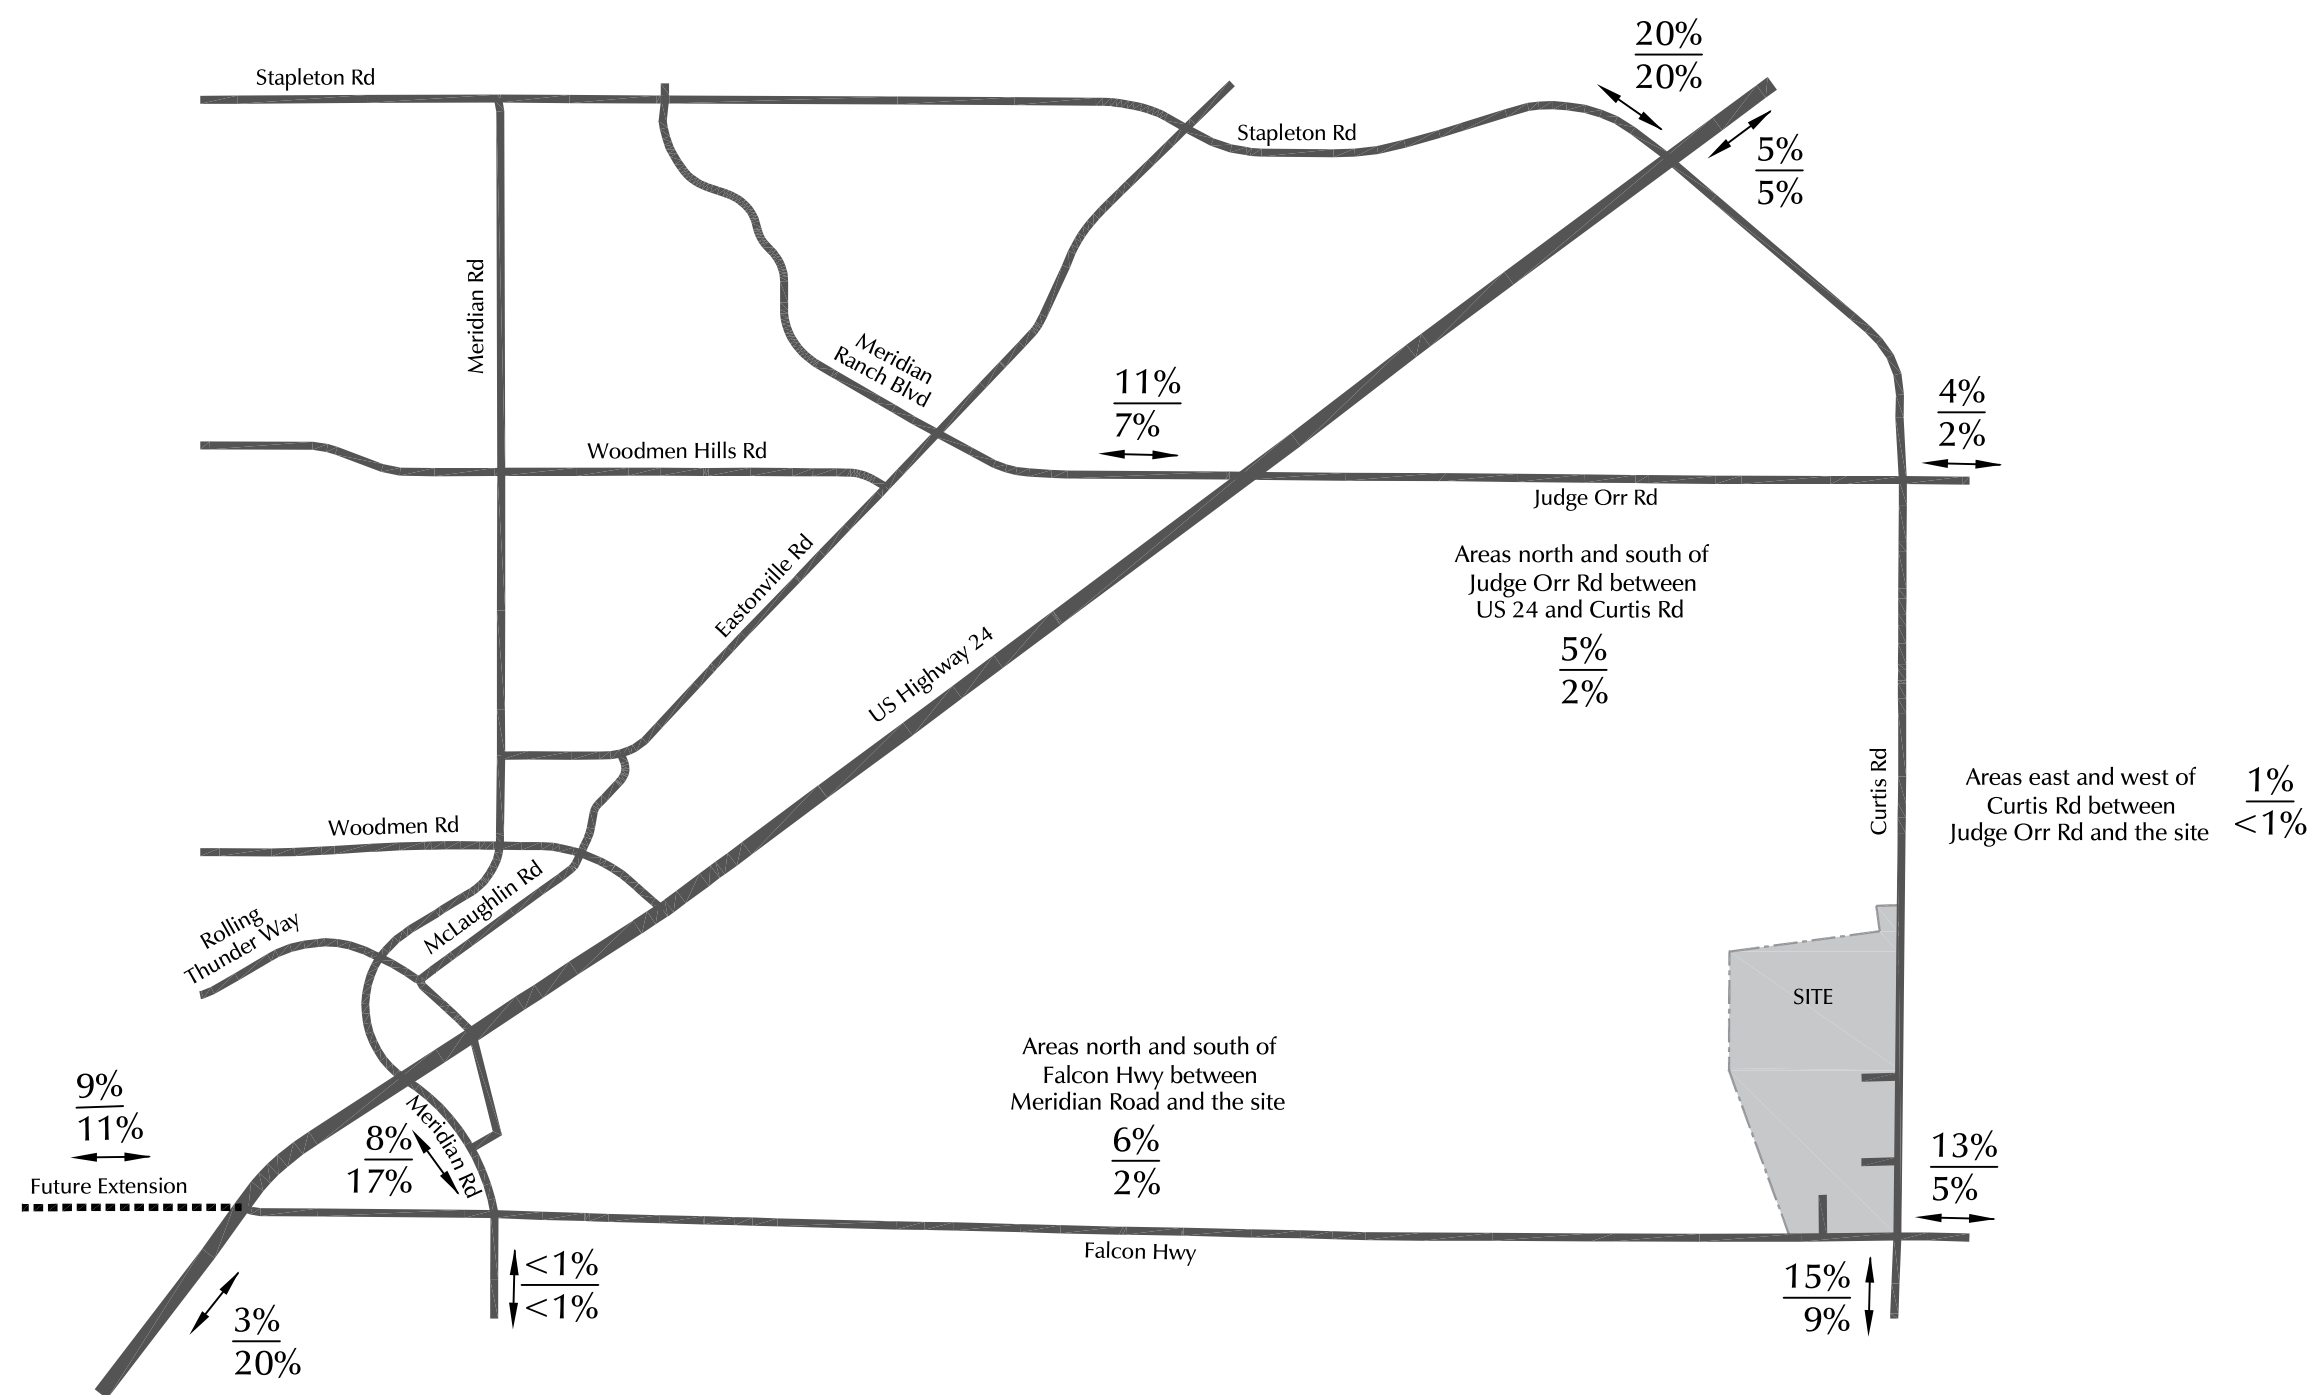 20%
20%
Stapleton Rd
Stapleton Rd
5%
5%
Meridian Rd
Meridian
Ranch Blvd
11%
7%
4%
2%
Woodmen Hills Rd
Judge Orr Rd
Eastonville Rd
Areas north and south of
Judge Orr Rd between
US 24 and Curtis Rd
5%
2%
US Highway 24
Curtis Rd
Areas east and west of
Curtis Rd between
Judge Orr Rd and the site
1%
<1%
Woodmen Rd
McLaughlin Rd
Rolling
Thunder Way
SITE
Areas north and south of
Falcon Hwy between
Meridian Road and the site
6%
2%
9%
11%
Future Extension
8%
17%
Meridian Rd
13%
5%
Falcon Hwy
<1%
<1%
15%
9%
3%
20%